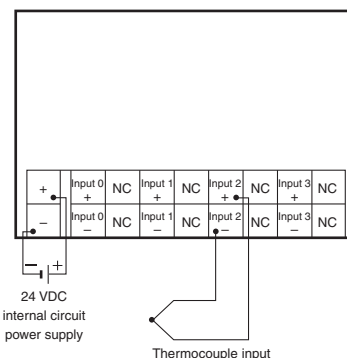 + Input 0 + NC Input 1 + NC Input 2 + NC Input 3 + NC
− Input 0 − NC Input 1 − NC Input 2 − NC Input 3 − NC
− +
24 VDC
internal circuit
power supply
Thermocouple input